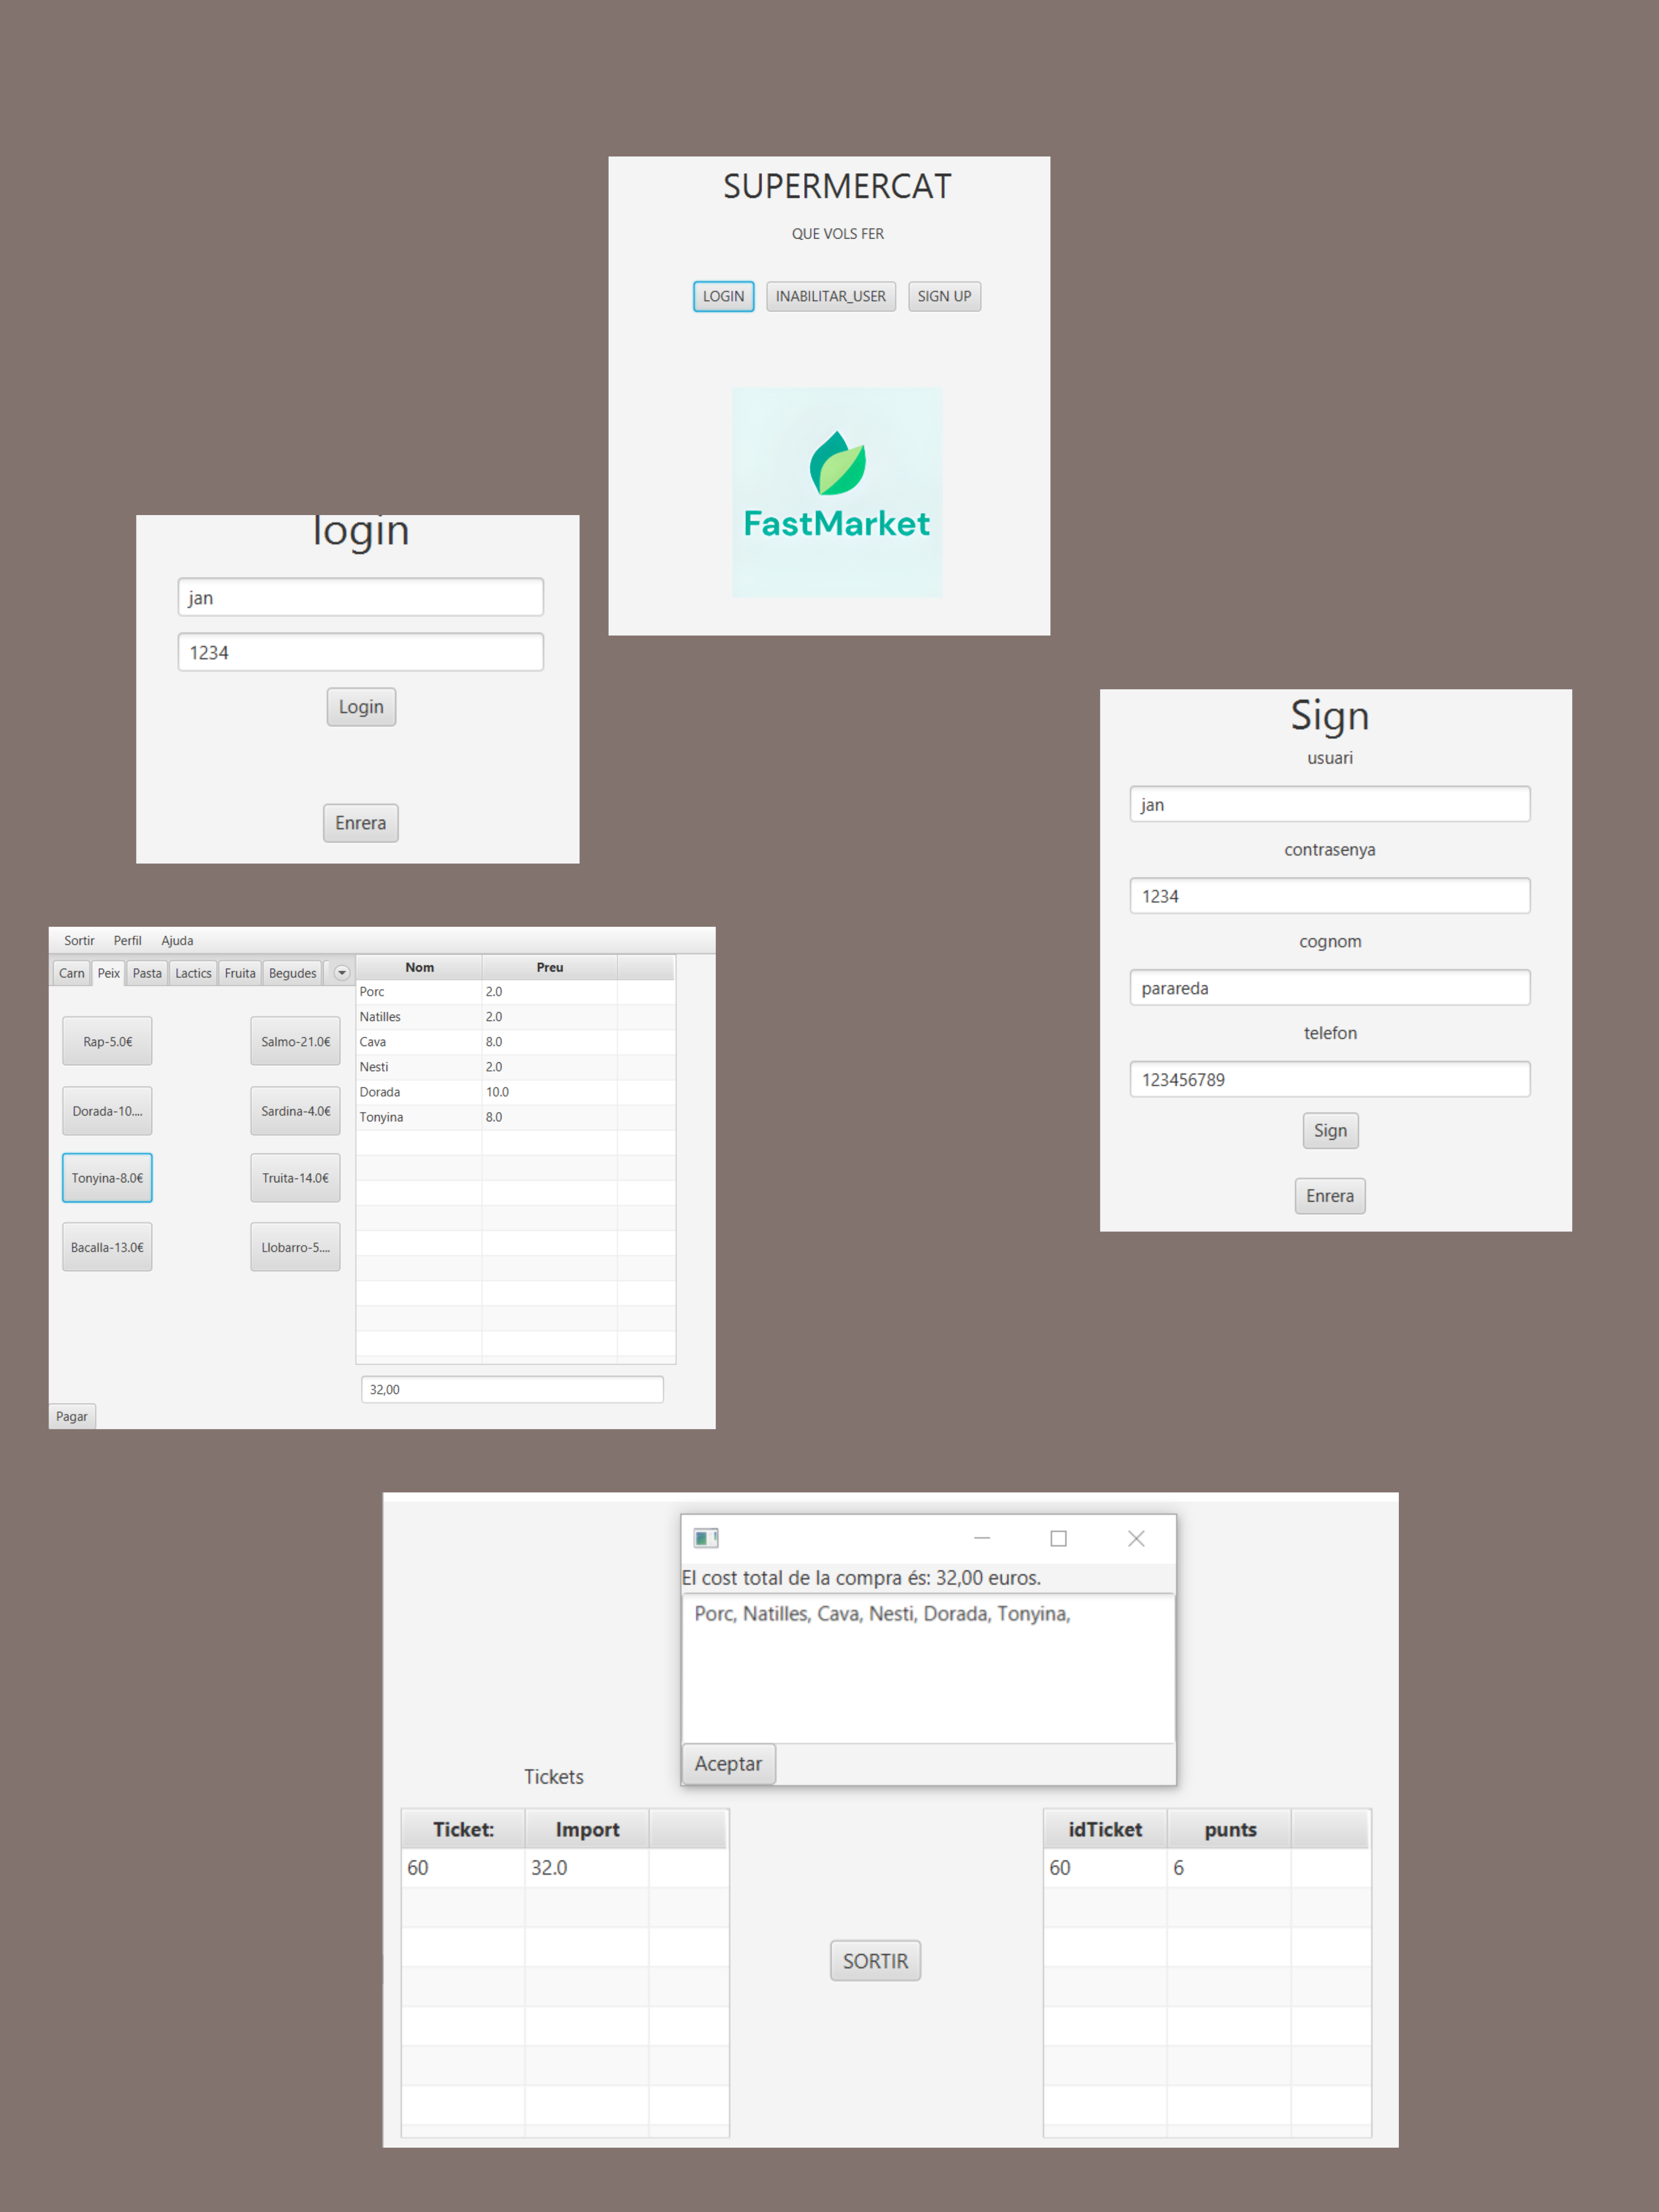 SUPERMERCAT
QUE VOLS FER
LOGIN INABILITAR_USER SIGN UP
FastMarket
login
jan
1234
Login
Enrera
Sign
usuari
jan
contrasenya
1234
cognom
parareda
telefon
123456789
Sign
Enrera
Sortir Perfil Ajuda
Carn Peix Pasta Lactics Fruita Begudes
Rap-5.0€ Salmo-21.0€
Dorada-10.... Sardina-4.0€
Tonyina-8.0€ Truita-14.0€
Bacalla-13.0€ Llobarro-5....
Nom Preu
Porc 2.0
Natilles 2.0
Cava 8.0
Nesti 2.0
Dorada 10.0
Tonyina 8.0
32,00
Pagar
El cost total de la compra és: 32,00 euros.
Porc, Natilles, Cava, Nesti, Dorada, Tonyina,
Aceptar
Tickets
Ticket: Import
60 32.0
SORTIR
idTicket punts
60 6